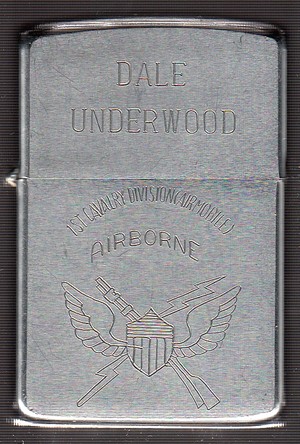 DALE
UNDERWOOD
1ST CAVALRY DIVISION (AIRMOBILE)
AIRBORNE